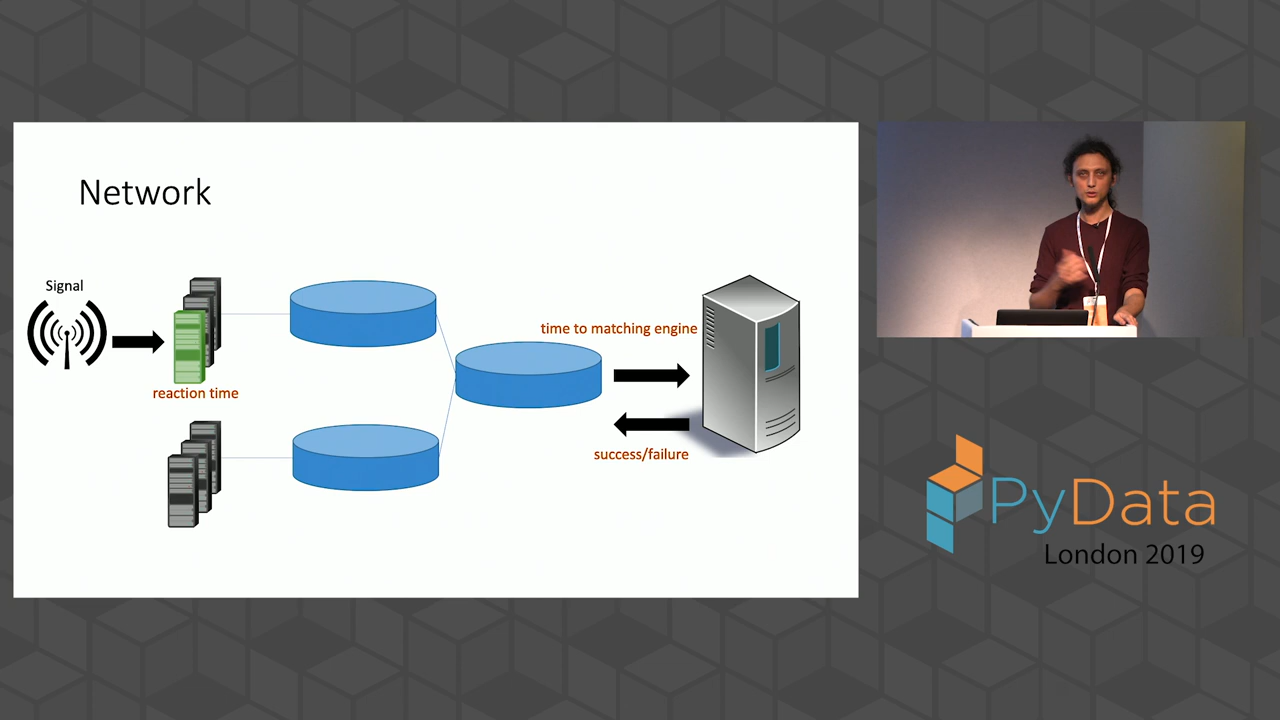 Network
Signal
time to matching engine
reaction time
success/failure
PyData
London 2019